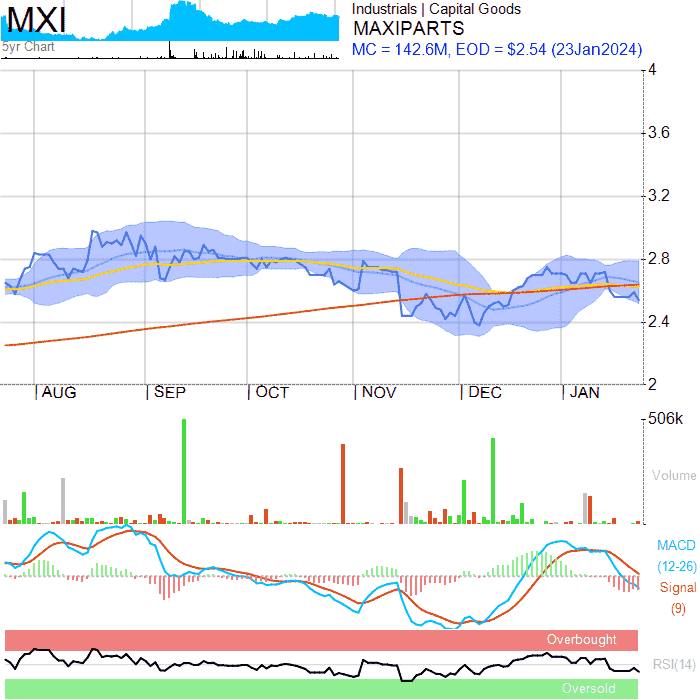 MXI
5yr Chart
Industrials | Capital Goods
MAXIPARTS
MC = 142.6M, EOD = $2.54 (23Jan2024)
4
3.6
3.2
2.8
2.4
2
AUG SEP OCT NOV DEC JAN
506k
Volume
MACD
(12-26)
Signal
(9)
Overbought
RSI(14)
Oversold